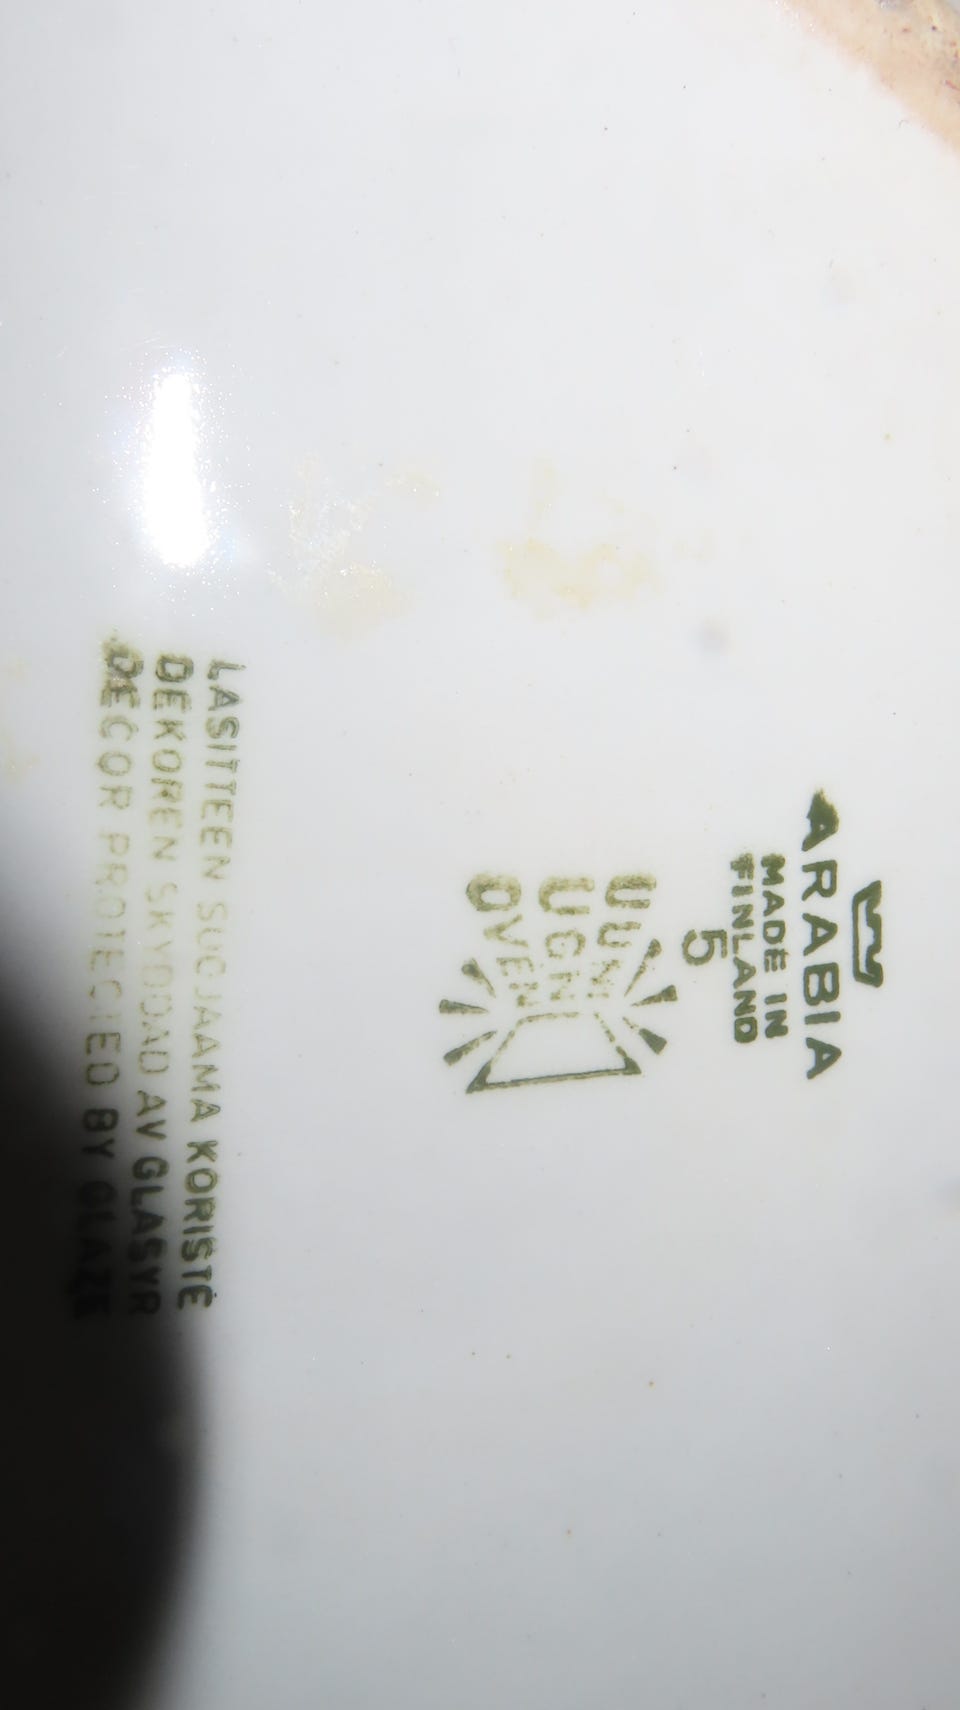 ARABIA
MADE IN
FINLAND
5
UUNI
UGN
OVEN
LASITTEEN SUOJAAMA KORISTE
DEKOREN SKYDDAD AV GLASYR
DECOR PROTECTED BY GLAZE